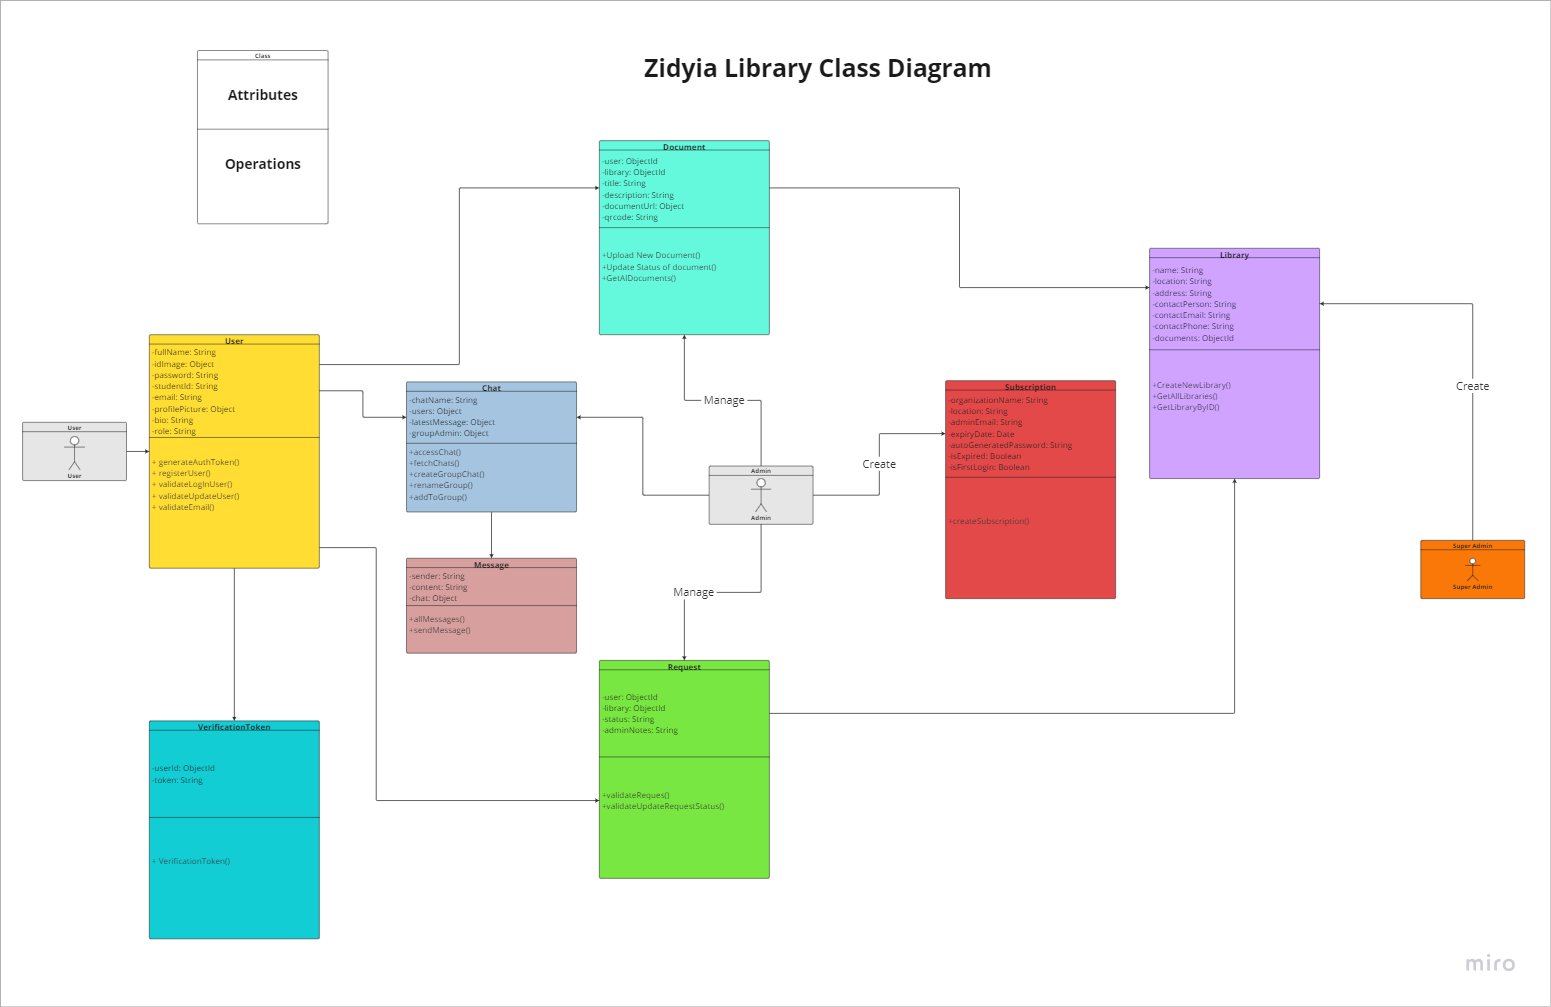 Zidyia Library Class Diagram
Class
Attributes
Operations
Document
-user: ObjectId
-library: ObjectId
-title: String
-description: String
-documentUrl: Object
-qrcode: String
+Upload New Document()
+Update Status of document()
+GetAlDocuments()
Library
-name: String
-location: String
-address: String
-contactPerson: String
-contactEmail: String
-contactPhone: String
-documents: ObjectId
+CreateNewLibrary()
+GetAllLibraries()
+GetLibraryByID()
User
-fullName: String
-idImage: Object
-password: String
-studentId: String
-email: String
-profilePicture: Object
-bio: String
-role: String
+ generateAuthToken()
+ registerUser()
+ validateLogInUser()
+ validateUpdateUser()
+ validateEmail()
User
User
Chat
-chatName: String
-users: Object
-latestMessage: Object
-groupAdmin: Object
+accessChat()
+fetchChats()
+createGroupChat()
+renameGroup()
+addToGroup()
Manage
Admin
Admin
Create
Subscription
-organizationName: String
-location: String
-adminEmail: String
-expiryDate: Date
-autoGeneratedPassword: String
-isExpired: Boolean
-isFirstLogin: Boolean
+createSubscription()
Create
Super Admin
Super Admin
Message
-sender: String
-content: String
-chat: Object
+allMessages()
+sendMessage()
Manage
Request
-user: ObjectId
-library: ObjectId
-status: String
-adminNotes: String
+validateReques()
+validateUpdateRequestStatus()
VerificationToken
-userId: ObjectId
-token: String
+ VerificationToken()
miro